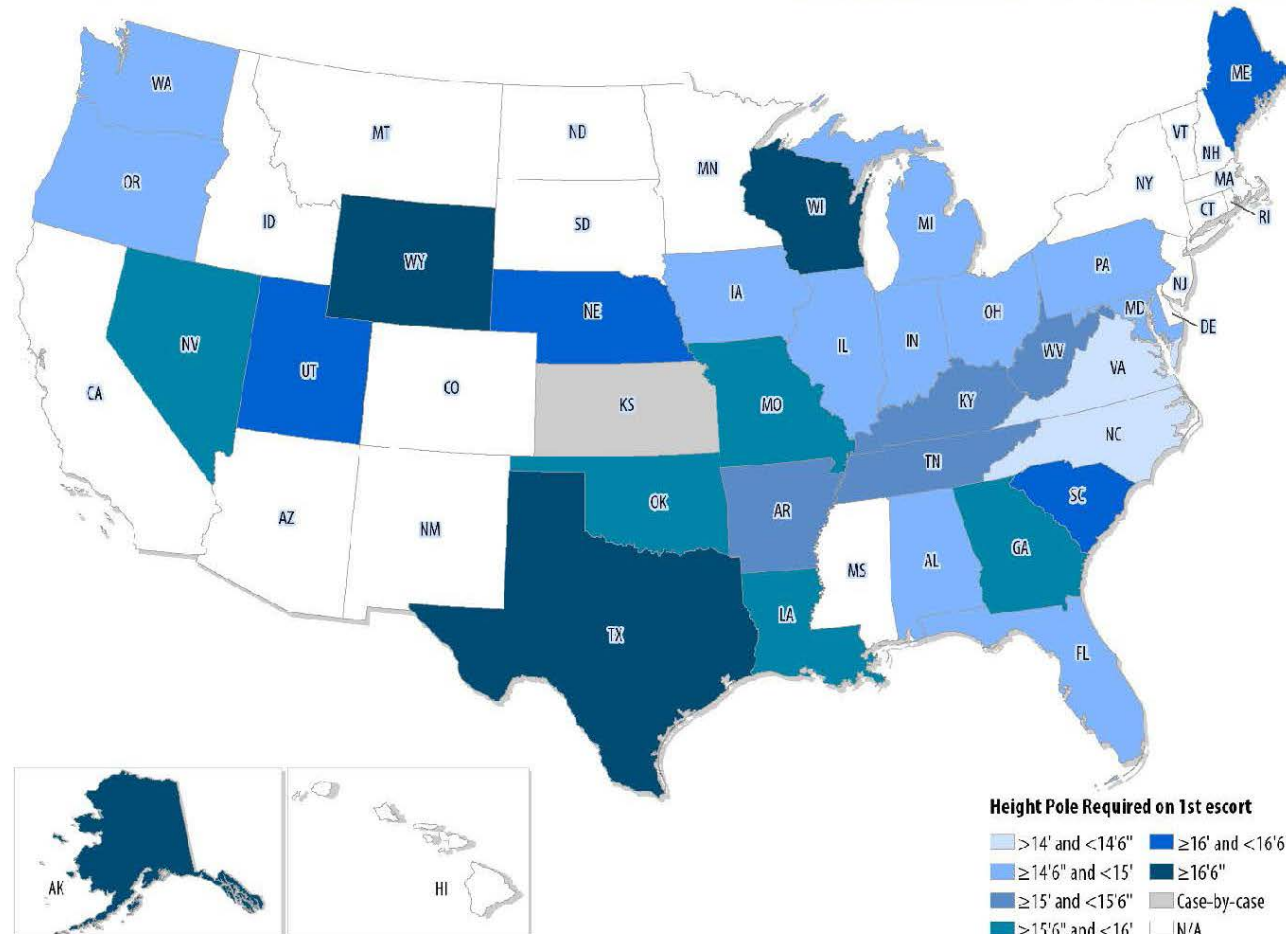 WA
MT
ND
MN
ME
VT
NH
NY
MA
CT
RI
OR
ID
SD
WI
MI
WY
PA
NJ
IA
NE
OH
MD
DE
NV
UT
IL
IN
WV
CA
CO
VA
KS
MO
KY
NC
TN
OK
AR
SC
AZ
NM
GA
AL
MS
LA
TX
FL
AK
HI
Height Pole Required on 1st escort
>14' and <14'6"
≥14'6" and <15'
≥15' and <15'6"
≥15'6" and <16'
≥16' and <16'6
≥16'6"
Case-by-case
N/A